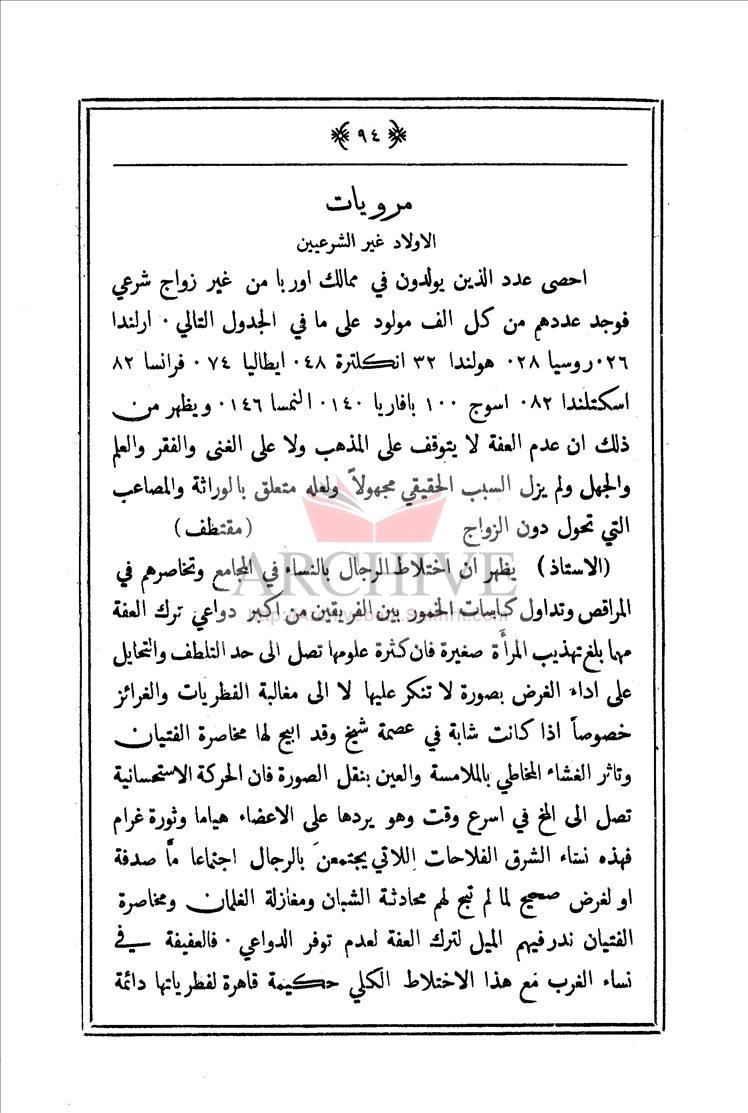 ﴿ ٩٤ ﴾
مرويات
الاولاد غير الشرعيين
احصى عدد الذين يولدون في ممالك اوربا من غير زواج شرعي
فوجد عددهم من كل الف مولود على ما في الجدول التالي ٠ ارلندا
٠٢٦ روسيا ٠٢٨ هولندا ٣٢ انكلترة ٠٤٨ ايطاليا ٠٧٤ فرانسا ٨٢
اسكتلندا ٠٨٢ اسوج ١٠٠ بافاريا ٠١٤٠ النمسا ٠١٤٦ ويظهر من
ذلك ان عدم العفة لا يتوقف على المذهب ولا على الغنى والفقر والعلم
والجهل ولم يزل السبب الحقيقي مجهولاً ولعله متعلق بالوراثة والمصاعب
التي تحول دون الزواج (مقتطف)
(الاستاذ) يظهر ان اختلاط الرجال بالنساء في المجامع وتخاصرهم في
المراقص وتداول كباسات الخمور بين الفريقين من اكبر دواعي ترك العفة
مهما بلغ تهذيب المرأة صغيرة فان كثرة علومها تصل الى حد التلطف والتحايل
على اداء الغرض بصورة لا تنكر عليها لا الى مغالبة الفطريات والغرائز
خصوصاً اذا كانت شابة في عصمة شيخ وقد ابيح لها مخاصرة الفتيان
وتاثر الغشاء المخاطي بالملامسة والعين بنقل الصورة فان الحركة الاستحسانية
تصل الى المخ في اسرع وقت وهو يردها على الاعضاء هياما وثورة غرام
فهذه نساء الشرق الفلاحات اللاتي يجتمعن بالرجال اجتماعا مّا صدفة
او لغرض صحيح لما لم تبح لهم محادثة الشبان ومغازلة الغلمان ومخاصرة
الفتيان ندر فيهم الميل لترك العفة لعدم توفر الدواعي ٠ فالعفيفة في
نساء الغرب مع هذا الاختلاط الكلي حكيمة قاهرة لفطرياتها دائمة
ARCHIVE